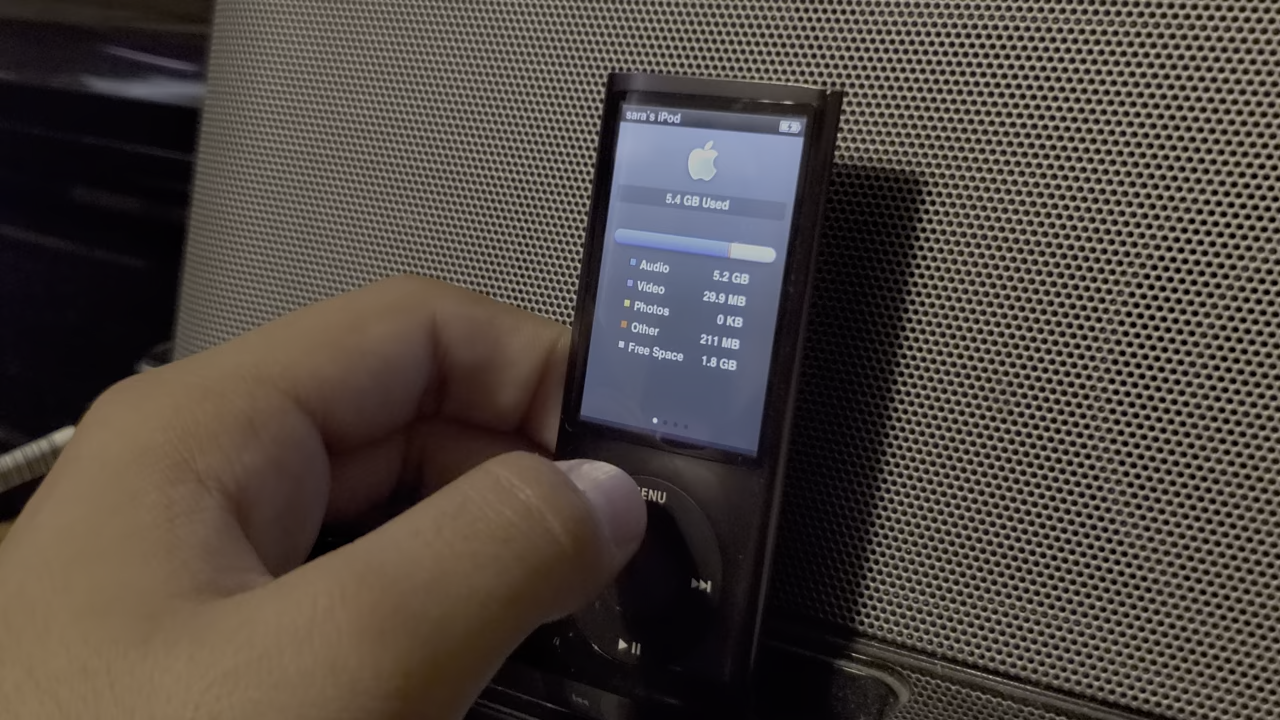 sara's iPod
5.4 GB Used
Audio 5.2 GB
Video 29.9 MB
Photos 0 KB
Other 211 MB
Free Space 1.8 GB